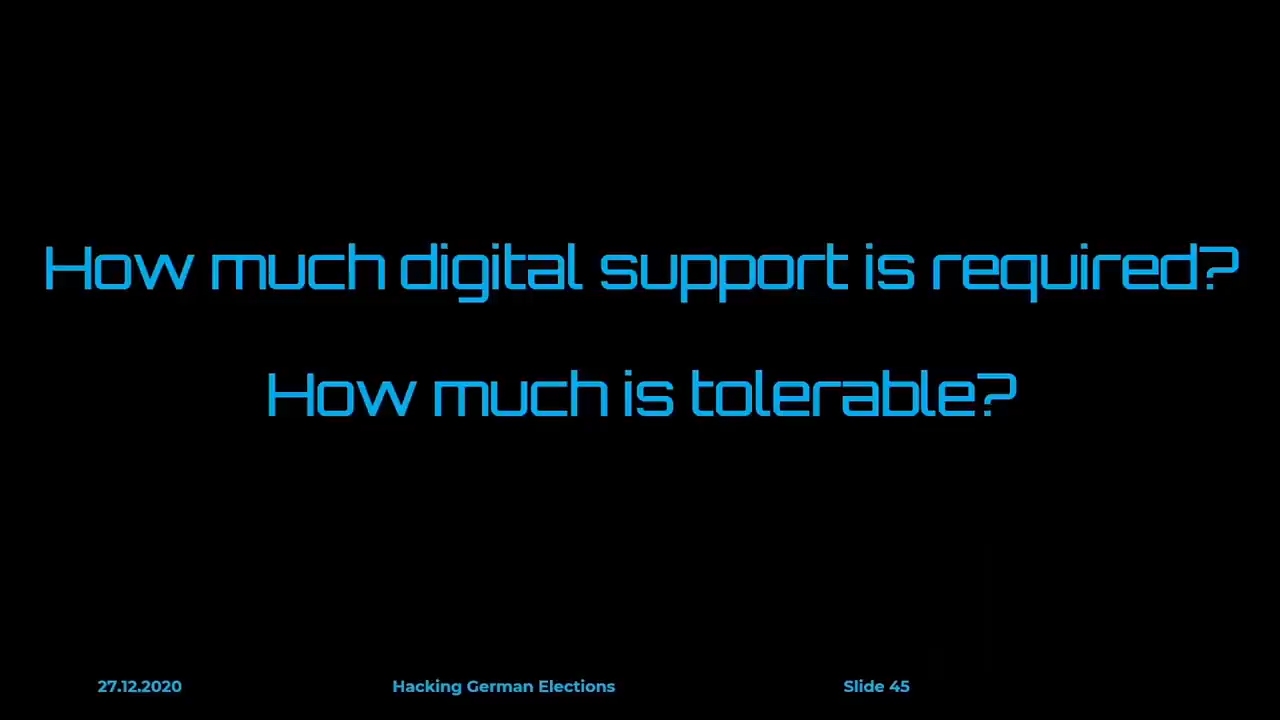 How much digital support is required?
How much is tolerable?
27.12.2020 Hacking German Elections Slide 45